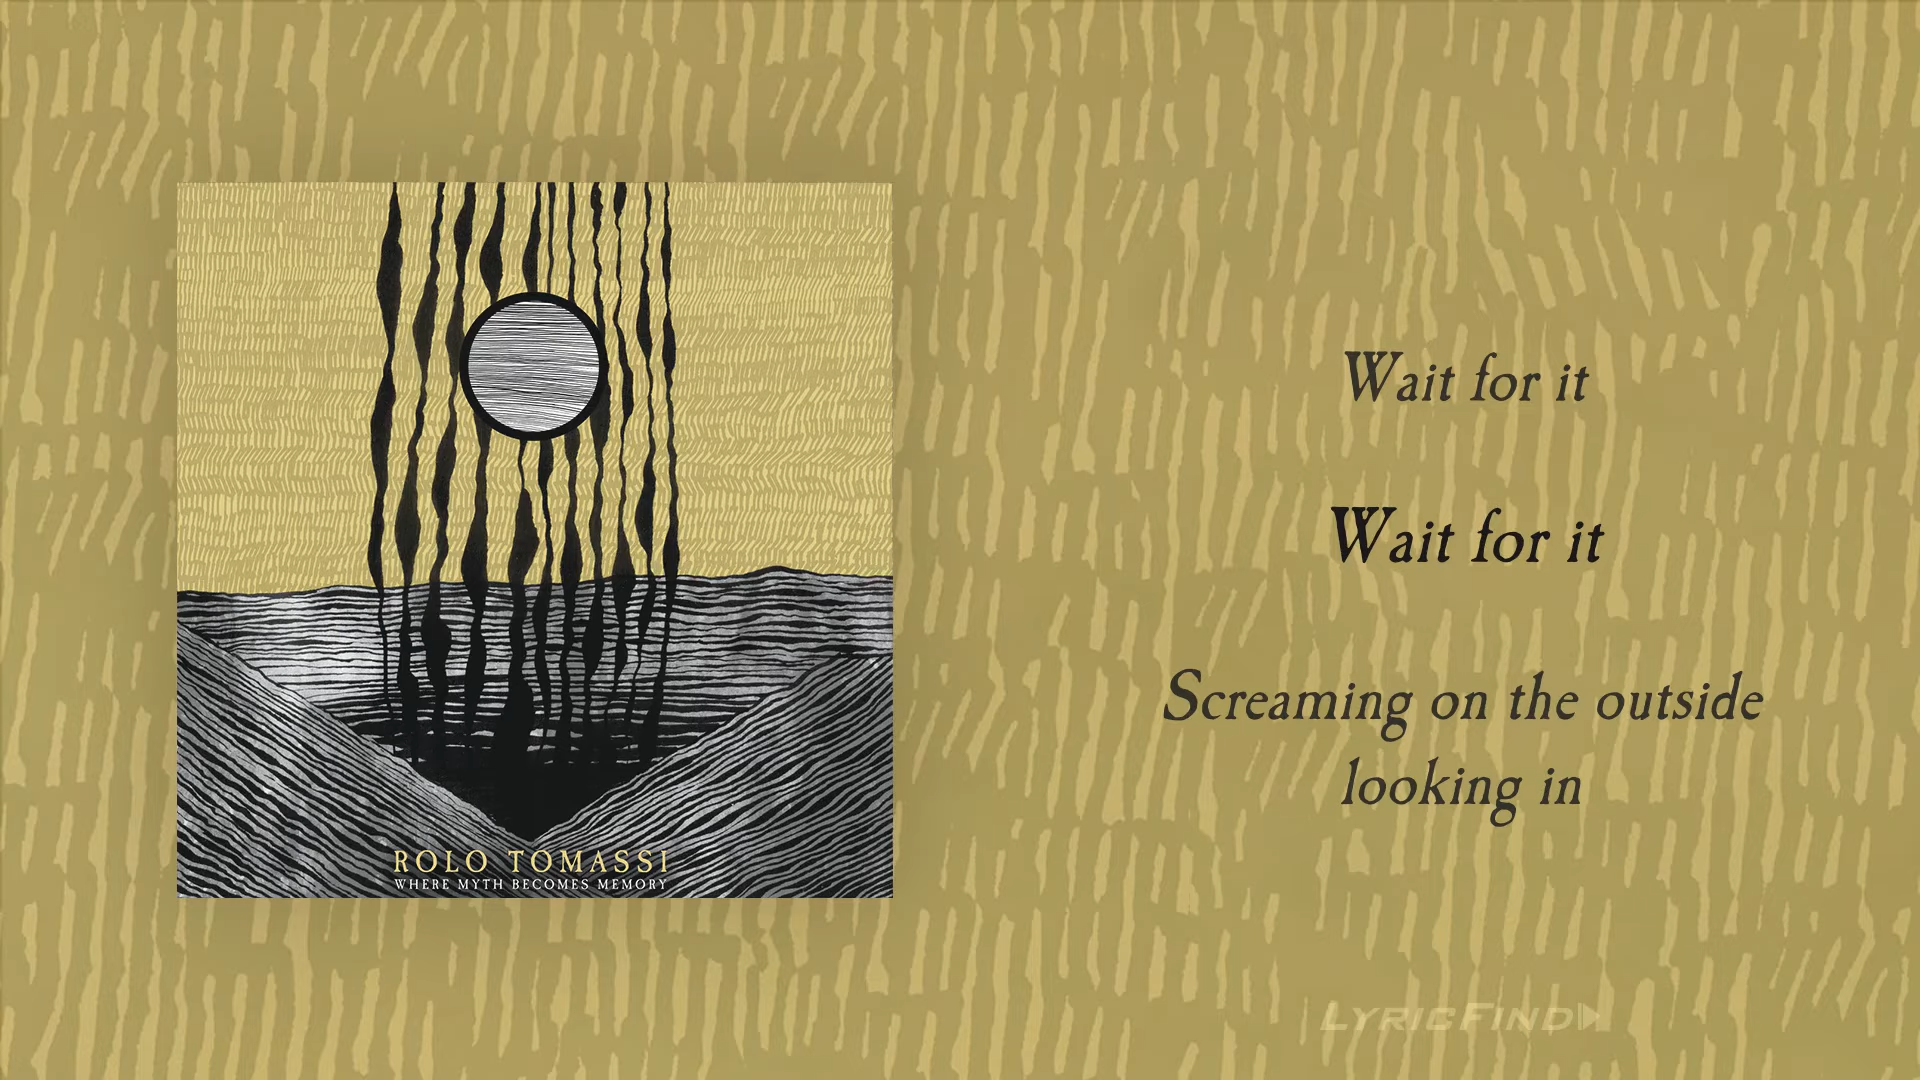 Wait for it
Wait for it
Screaming on the outside
looking in
ROLO TOMASSI
WHERE MYTH BECOMES MEMORY
LYRICFIND